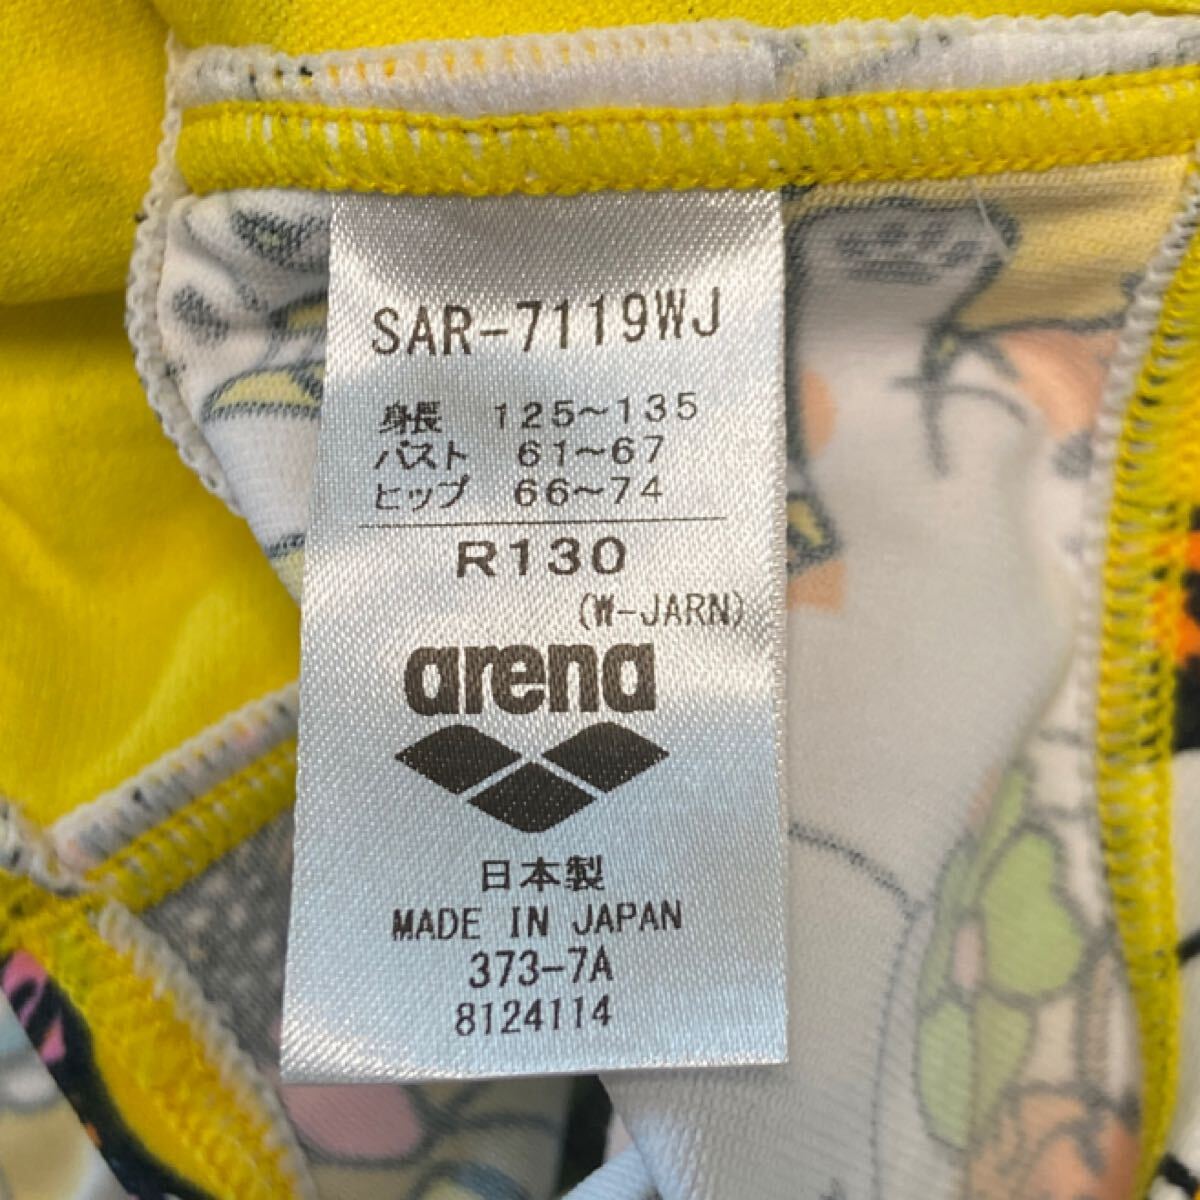 SAR-7119WJ
身長 125～135
バスト 61～67
ヒップ 66～74
R130
(W-JARN)
arena
日本製
MADE IN JAPAN
373-7A
8124114